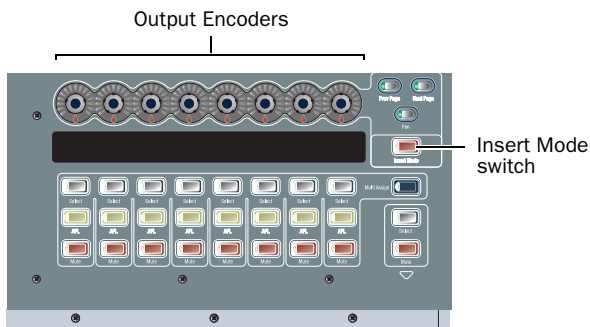 Output Encoders
Prev Page Next Page
Pan
Insert Mode
Insert Mode
switch
Multi Assign
Select Select Select Select Select Select Select Select
AFL AFL AFL AFL AFL AFL AFL AFL Select
Mute Mute Mute Mute Mute Mute Mute Mute Mute